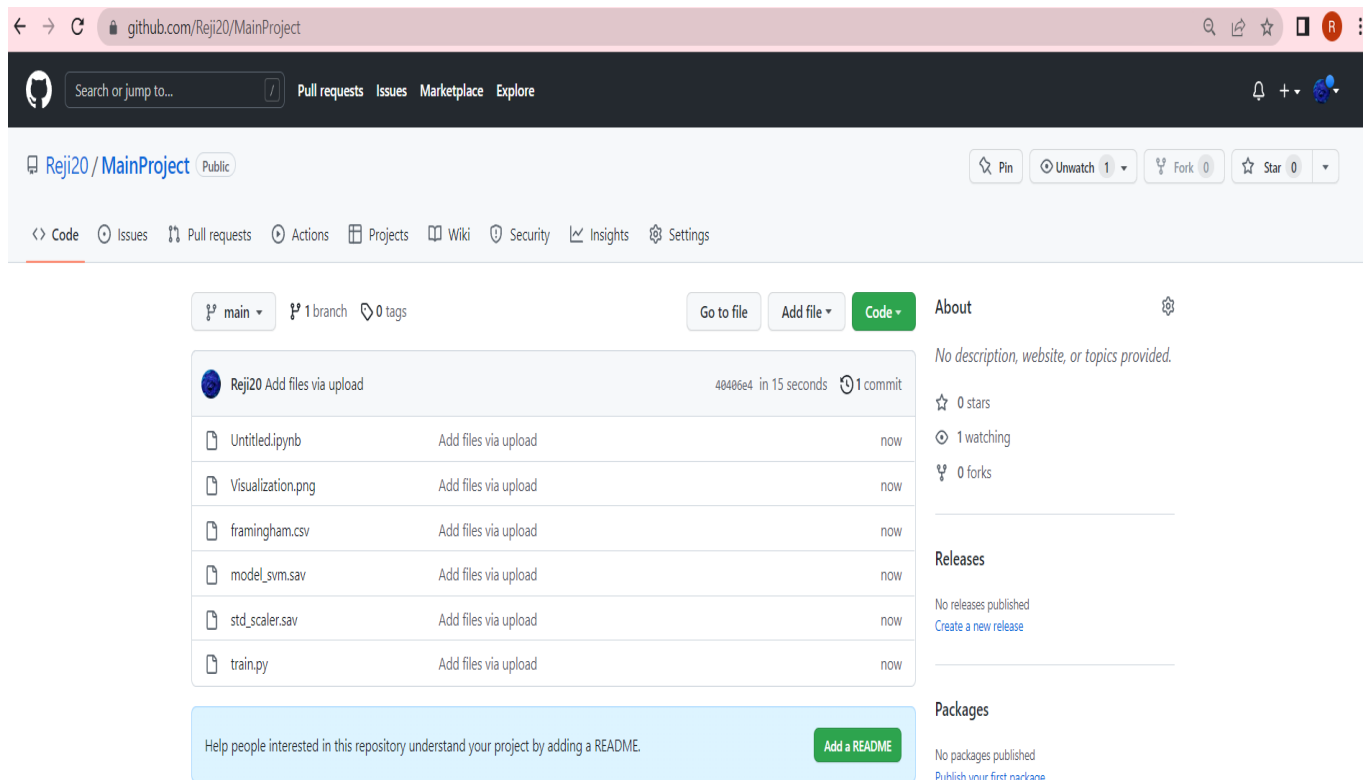 github.com/Reji20/MainProject
R
Search or jump to... / Pull requests Issues Marketplace Explore
Reji20 / MainProject Public
Pin Unwatch 1 Fork 0 Star 0
<> Code Issues Pull requests Actions Projects Wiki Security Insights Settings
main 1 branch 0 tags Go to file Add file Code
Reji20 Add files via upload 40406e4 in 15 seconds 1 commit
Untitled.ipynb Add files via upload now
Visualization.png Add files via upload now
framingham.csv Add files via upload now
model_svm.sav Add files via upload now
std_scaler.sav Add files via upload now
train.py Add files via upload now
Help people interested in this repository understand your project by adding a README. Add a README
About
No description, website, or topics provided.
0 stars
1 watching
0 forks
Releases
No releases published
Create a new release
Packages
No packages published
Publish your first package